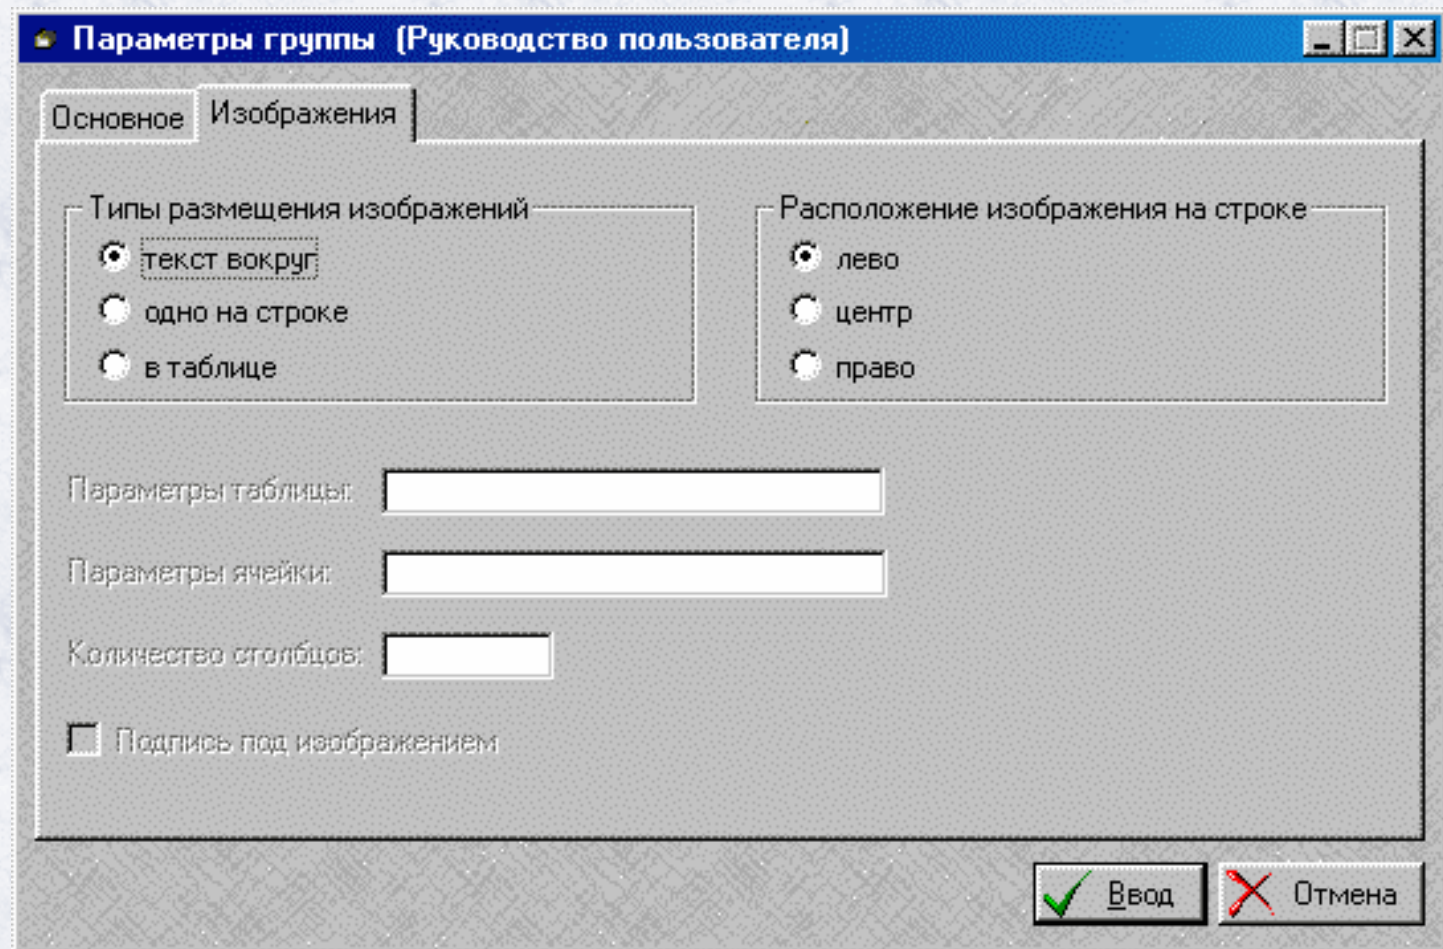 Параметры группы (Руководство пользователя)
Основное Изображения
Типы размещения изображений
текст вокруг
одно на строке
в таблице
Расположение изображения на строке
лево
центр
право
Параметры таблицы:
Параметры ячейки:
Количество столбцов:
Подпись под изображением
Ввод Отмена